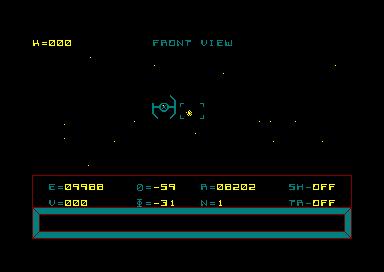 K=000 FRONT VIEW
E=09980 Θ=-59 R=08202 SH-OFF
V=000 Φ=-31 N=1 TR-OFF